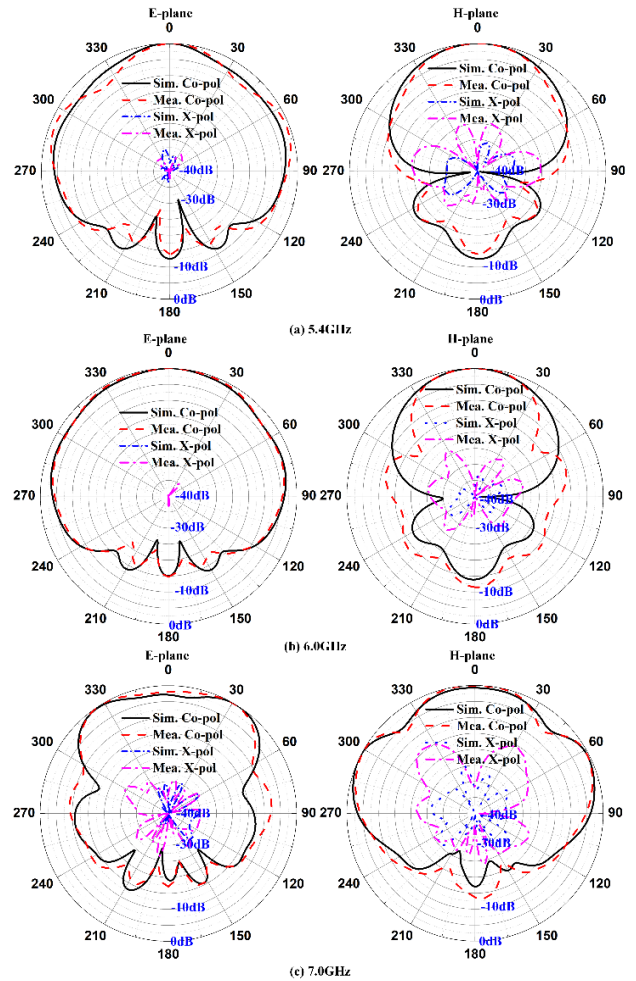 E-plane
0
330
30
300
60
270
90
240
120
210
150
180
Sim. Co-pol
Mea. Co-pol
Sim. X-pol
Mea. X-pol
-40dB
-30dB
-10dB
0dB
H-plane
0
330
30
300
60
270
90
240
120
210
150
180
Sim. Co-pol
Mea. Co-pol
Sim. X-pol
Mea. X-pol
-40dB
-30dB
-10dB
0dB
(a) 5.4GHz
E-plane
0
330
30
300
60
270
90
240
120
210
150
180
Sim. Co-pol
Mea. Co-pol
Sim. X-pol
Mea. X-pol
-40dB
-30dB
-10dB
0dB
H-plane
0
330
30
300
60
270
90
240
120
210
150
180
Sim. Co-pol
Mea. Co-pol
Sim. X-pol
Mea. X-pol
-40dB
-30dB
-10dB
0dB
(b) 6.0GHz
E-plane
0
330
30
300
60
270
90
240
120
210
150
180
Sim. Co-pol
Mea. Co-pol
Sim. X-pol
Mea. X-pol
-40dB
-30dB
-10dB
0dB
H-plane
0
330
30
300
60
270
90
240
120
210
150
180
Sim. Co-pol
Mea. Co-pol
Sim. X-pol
Mea. X-pol
-40dB
-30dB
-10dB
0dB
(c) 7.0GHz